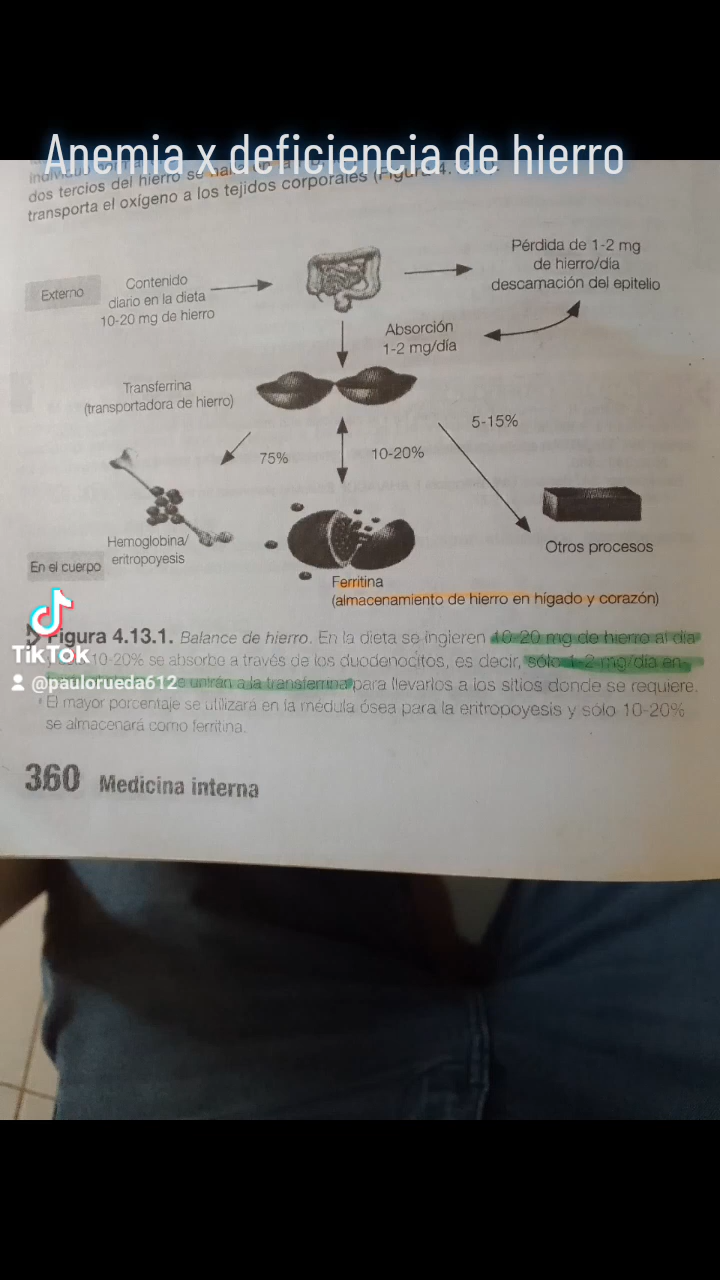 Anemia x deficiencia de hierro
dos tercios del hierro se
transporta el oxígeno a los tejidos corporales (Figura 4.13.1).
Externo
Contenido
diario en la dieta
10-20 mg de hierro
Pérdida de 1-2 mg
de hierro/día
descamación del epitelio
Absorción
1-2 mg/día
Transferrina
(transportadora de hierro)
75%
10-20%
5-15%
En el cuerpo
Hemoglobina/
eritropoyesis
Ferritina
(almacenamiento de hierro en hígado y corazón)
Otros procesos
Figura 4.13.1. Balance de hierro. En la dieta se ingieren 10-20 mg de hierro al día
10-20% se absorbe a través de los duodenocitos, es decir, sólo 1-2 mg/día en
se unirán a la transferrina para llevarlos a los sitios donde se requiere.
El mayor porcentaje se utilizará en la médula ósea para la eritropoyesis y sólo 10-20%
se almacenará como ferritina.
TikTok
@paulorueda612
360 Medicina interna